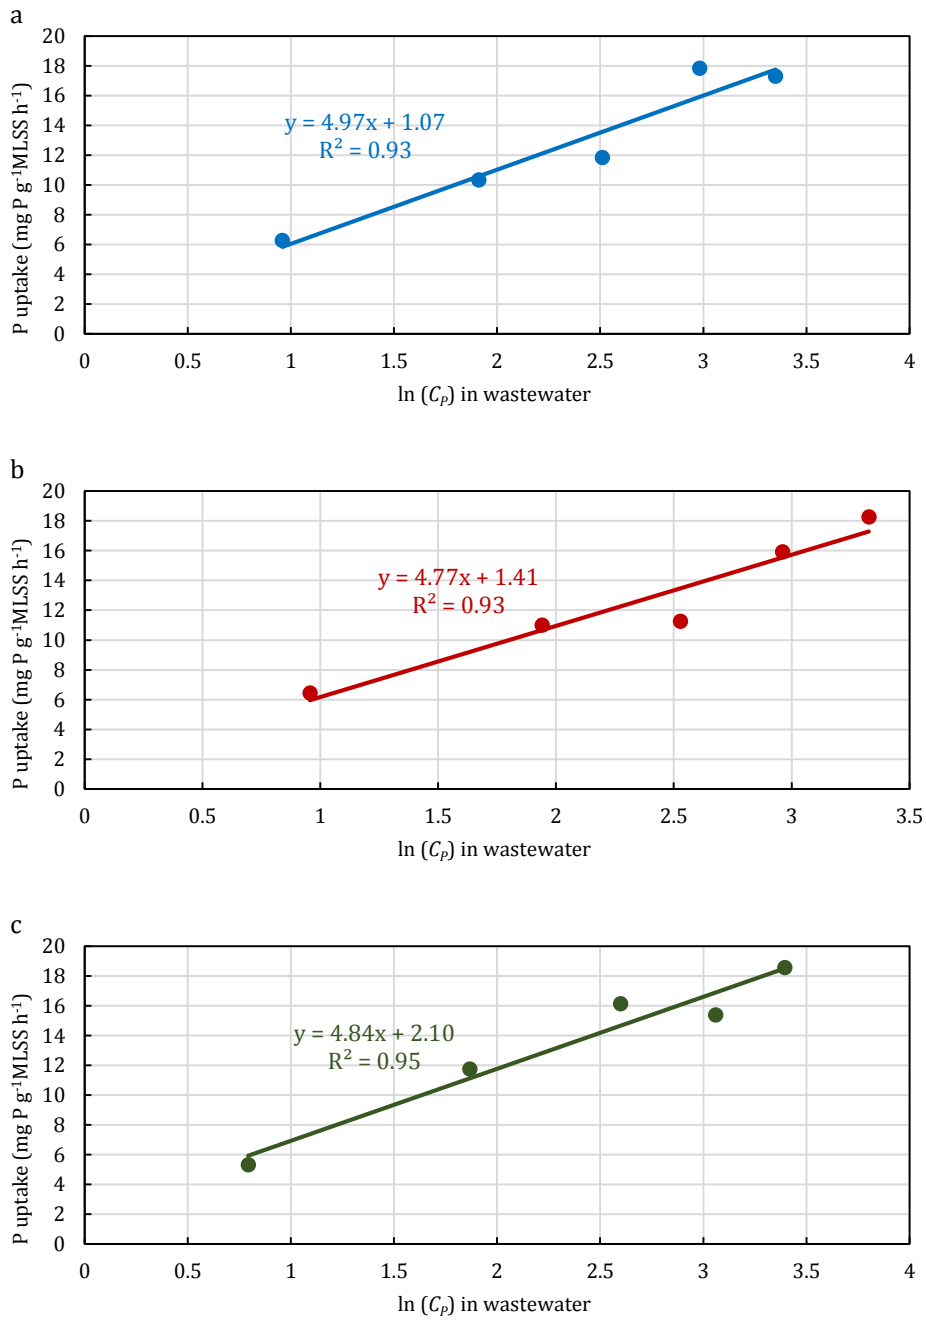 a
P uptake (mg P g⁻¹MLSS h⁻¹)
20
18
16
14
12
10
8
6
4
2
0
y = 4.97x + 1.07
R² = 0.93
0 0.5 1 1.5 2 2.5 3 3.5 4
ln (C_P) in wastewater
b
P uptake (mg P g⁻¹MLSS h⁻¹)
20
18
16
14
12
10
8
6
4
2
0
y = 4.77x + 1.41
R² = 0.93
0 0.5 1 1.5 2 2.5 3 3.5
ln (C_P) in wastewater
c
P uptake (mg P g⁻¹MLSS h⁻¹)
20
18
16
14
12
10
8
6
4
2
0
y = 4.84x + 2.10
R² = 0.95
0 0.5 1 1.5 2 2.5 3 3.5 4
ln (C_P) in wastewater